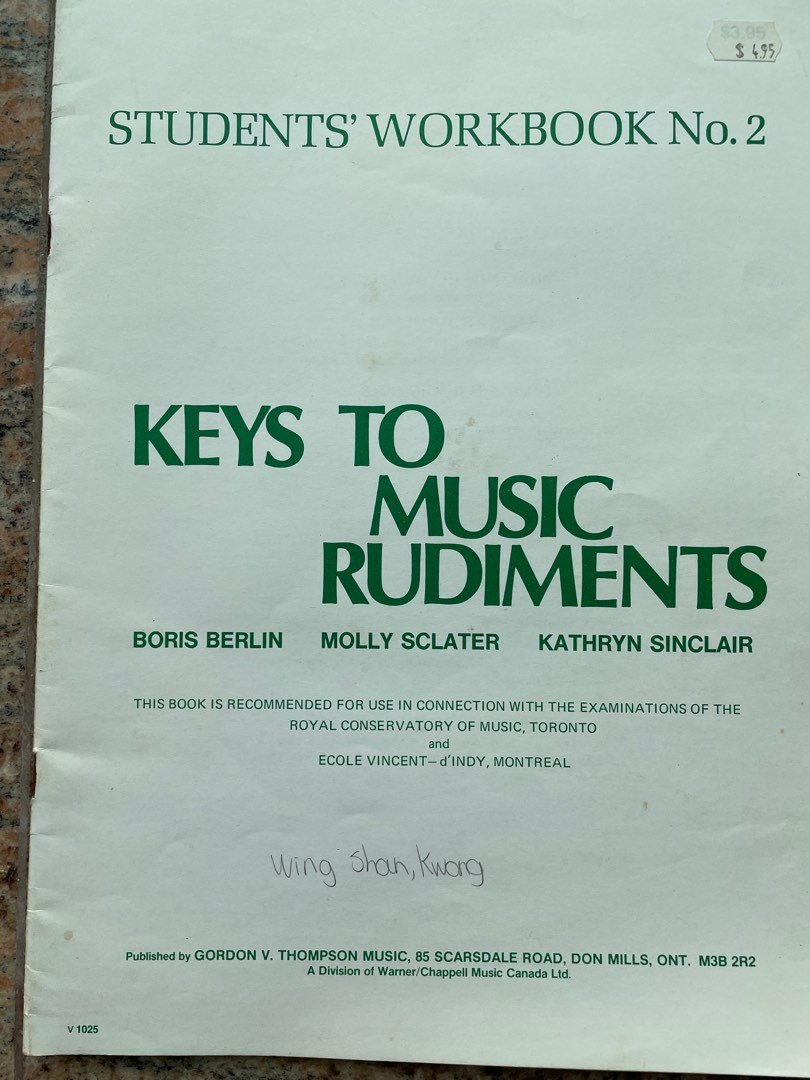 $3.95
$ 4.95
STUDENTS' WORKBOOK No. 2
KEYS TO
MUSIC
RUDIMENTS
BORIS BERLIN MOLLY SCLATER KATHRYN SINCLAIR
THIS BOOK IS RECOMMENDED FOR USE IN CONNECTION WITH THE EXAMINATIONS OF THE
ROYAL CONSERVATORY OF MUSIC, TORONTO
and
ECOLE VINCENT–d'INDY, MONTREAL
Wing Shan, Kwong
Published by GORDON V. THOMPSON MUSIC, 85 SCARSDALE ROAD, DON MILLS, ONT. M3B 2R2
A Division of Warner/Chappell Music Canada Ltd.
V 1025